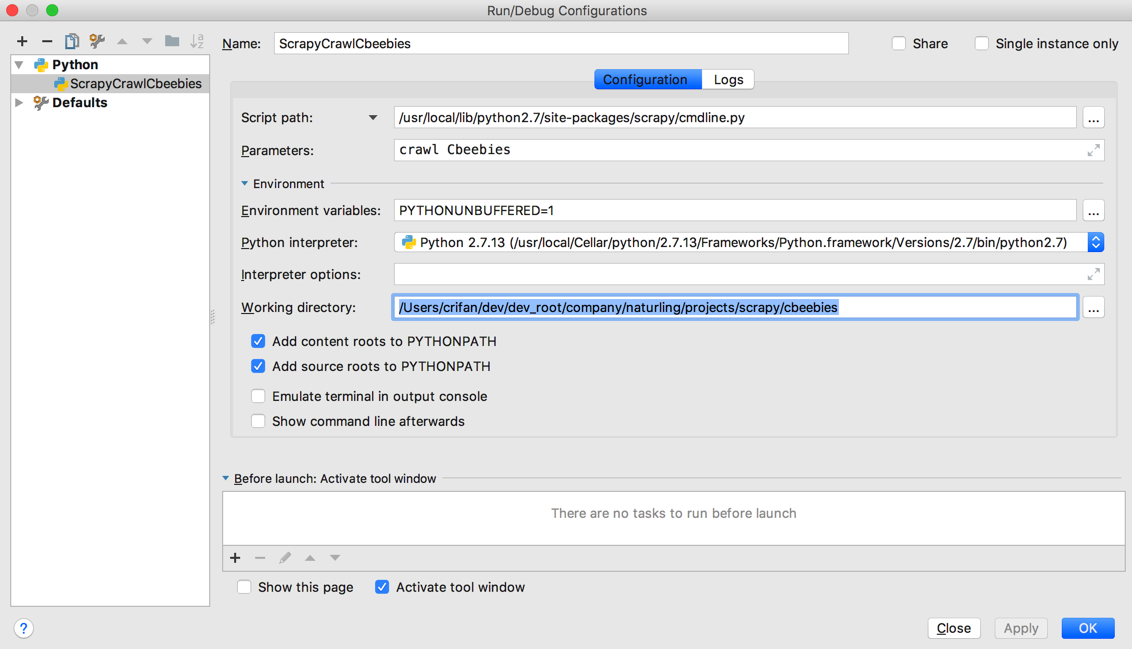 Run/Debug Configurations
Name: ScrapyCrawlCbeebies Share Single instance only
Python
ScrapyCrawlCbeebies
Defaults
Configuration Logs
Script path: /usr/local/lib/python2.7/site-packages/scrapy/cmdline.py ...
Parameters: crawl Cbeebies
Environment
Environment variables: PYTHONUNBUFFERED=1 ...
Python interpreter: Python 2.7.13 (/usr/local/Cellar/python/2.7.13/Frameworks/Python.framework/Versions/2.7/bin/python2.7)
Interpreter options:
Working directory: /Users/crifan/dev/dev_root/company/naturling/projects/scrapy/cbeebies ...
Add content roots to PYTHONPATH
Add source roots to PYTHONPATH
Emulate terminal in output console
Show command line afterwards
Before launch: Activate tool window
There are no tasks to run before launch
Show this page Activate tool window
? Close Apply OK